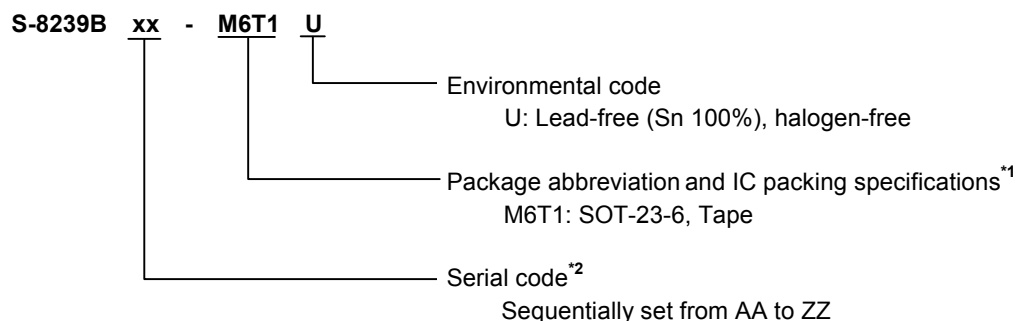 S-8239B xx - M6T1 U
Environmental code
U: Lead-free (Sn 100%), halogen-free
Package abbreviation and IC packing specifications*1
M6T1: SOT-23-6, Tape
Serial code*2
Sequentially set from AA to ZZ